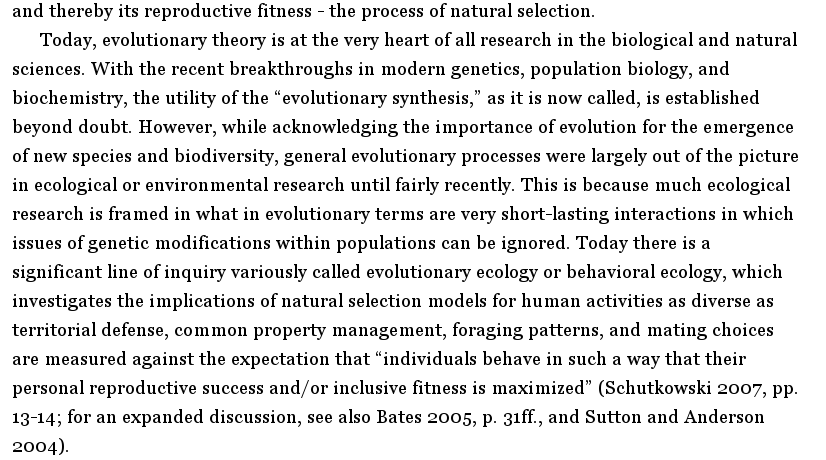 and thereby its reproductive fitness - the process of natural selection.
Today, evolutionary theory is at the very heart of all research in the biological and natural
sciences. With the recent breakthroughs in modern genetics, population biology, and
biochemistry, the utility of the “evolutionary synthesis,” as it is now called, is established
beyond doubt. However, while acknowledging the importance of evolution for the emergence
of new species and biodiversity, general evolutionary processes were largely out of the picture
in ecological or environmental research until fairly recently. This is because much ecological
research is framed in what in evolutionary terms are very short-lasting interactions in which
issues of genetic modifications within populations can be ignored. Today there is a
significant line of inquiry variously called evolutionary ecology or behavioral ecology, which
investigates the implications of natural selection models for human activities as diverse as
territorial defense, common property management, foraging patterns, and mating choices
are measured against the expectation that “individuals behave in such a way that their
personal reproductive success and/or inclusive fitness is maximized” (Schutkowski 2007, pp.
13-14; for an expanded discussion, see also Bates 2005, p. 31ff., and Sutton and Anderson
2004).